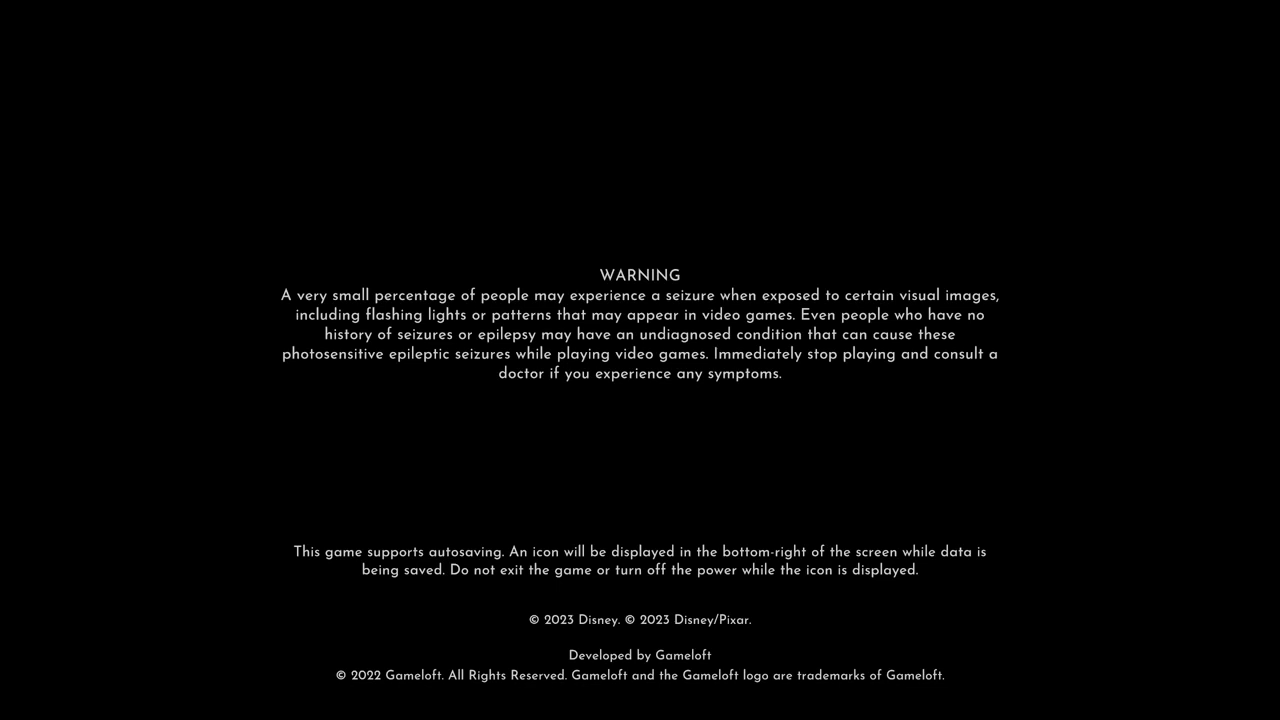 WARNING
A very small percentage of people may experience a seizure when exposed to certain visual images,
including flashing lights or patterns that may appear in video games. Even people who have no
history of seizures or epilepsy may have an undiagnosed condition that can cause these
photosensitive epileptic seizures while playing video games. Immediately stop playing and consult a
doctor if you experience any symptoms.
This game supports autosaving. An icon will be displayed in the bottom-right of the screen while data is
being saved. Do not exit the game or turn off the power while the icon is displayed.
© 2023 Disney. © 2023 Disney/Pixar.
Developed by Gameloft
© 2022 Gameloft. All Rights Reserved. Gameloft and the Gameloft logo are trademarks of Gameloft.